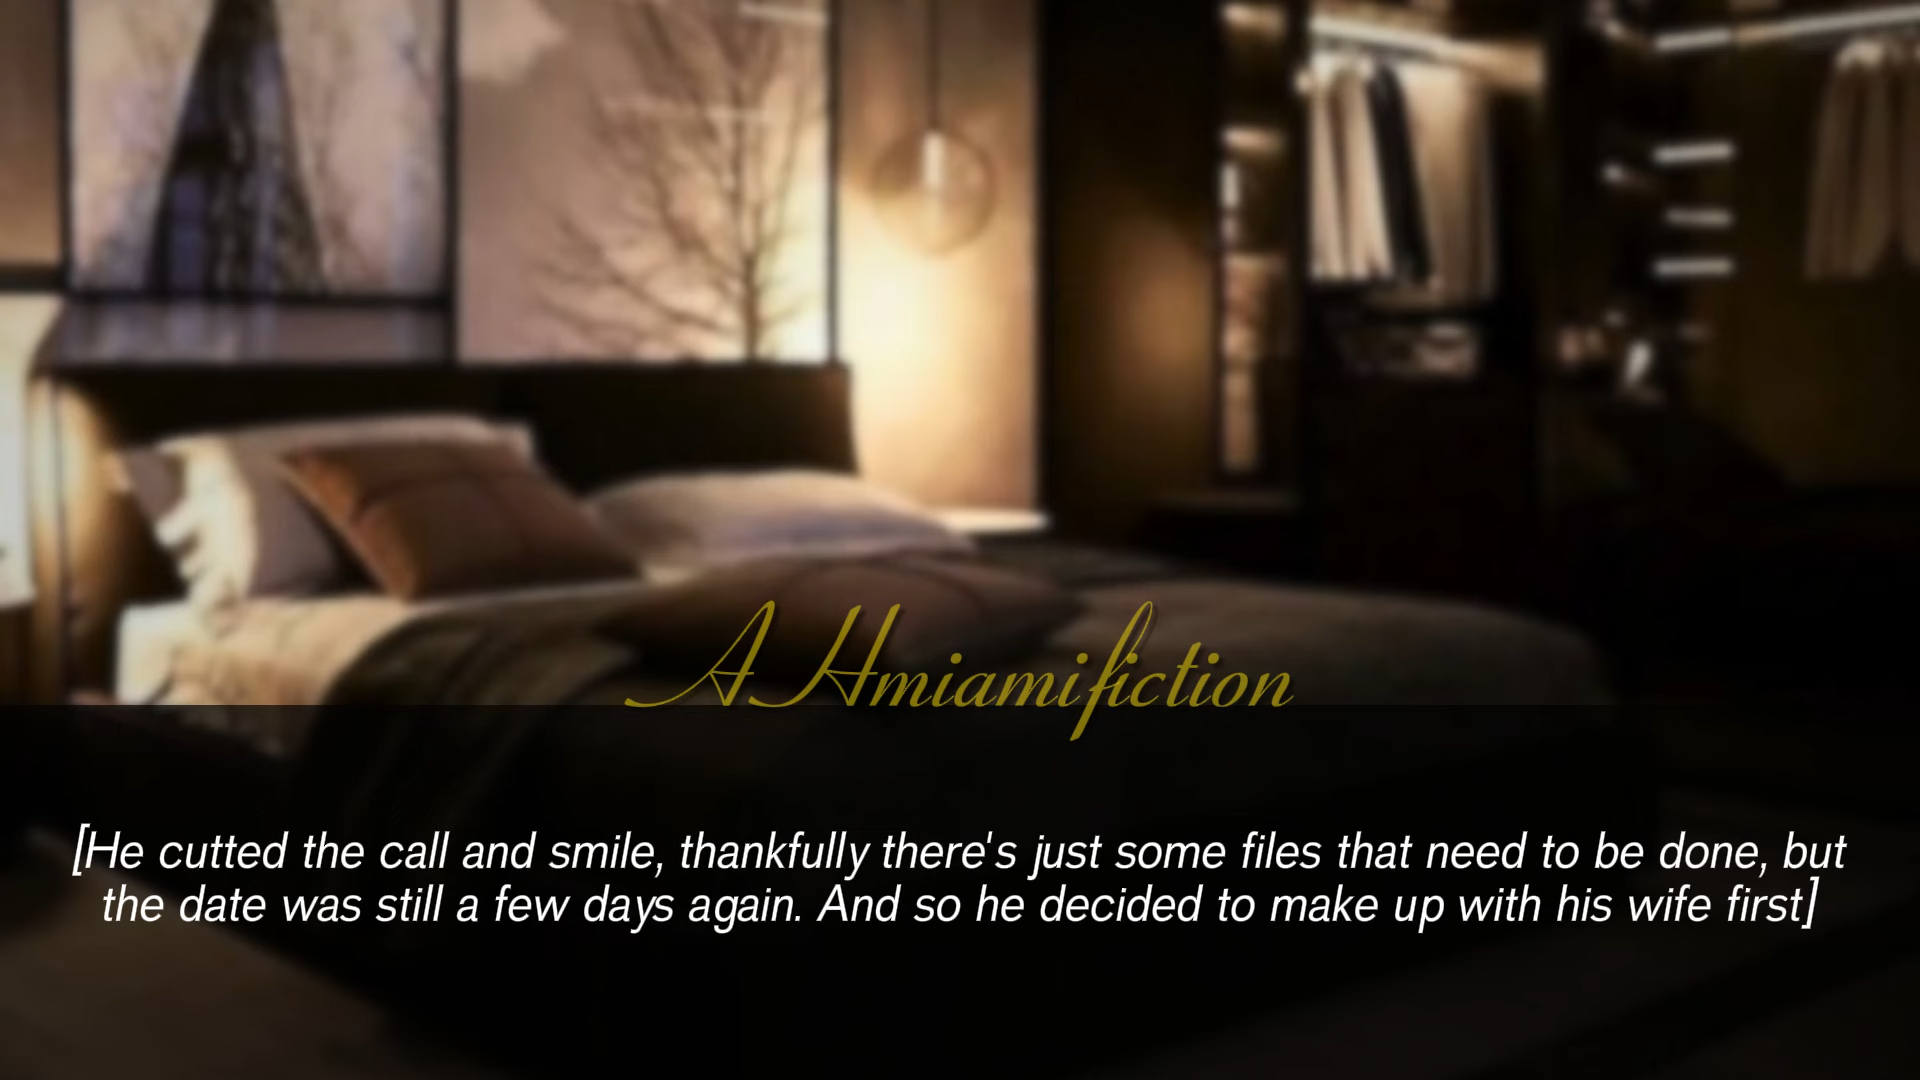 A Hmiamifiction
[He cutted the call and smile, thankfully there's just some files that need to be done, but
the date was still a few days again. And so he decided to make up with his wife first]